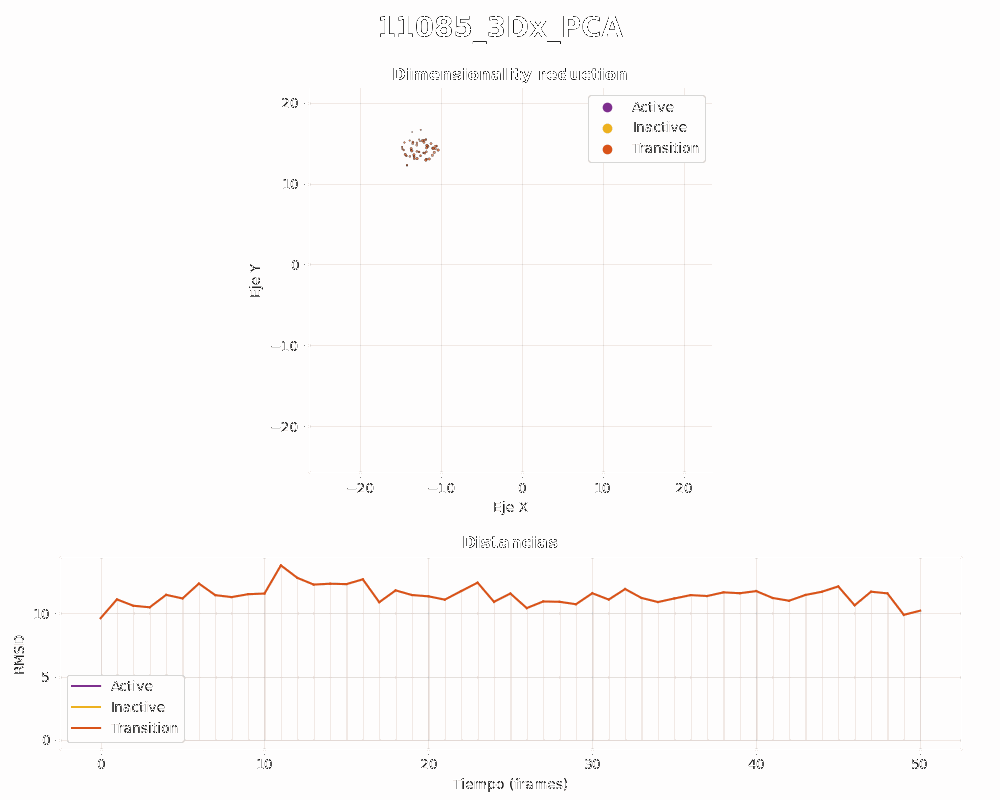 11085_3Dx_PCA
Dimensionality reduction
Active
Inactive
Transition
20
10
0
−10
−20
Eje Y
−20 −10 0 10 20
Eje X
Distancias
10
5
0
RMSD
Active
Inactive
Transition
0 10 20 30 40 50
Tiempo (frames)